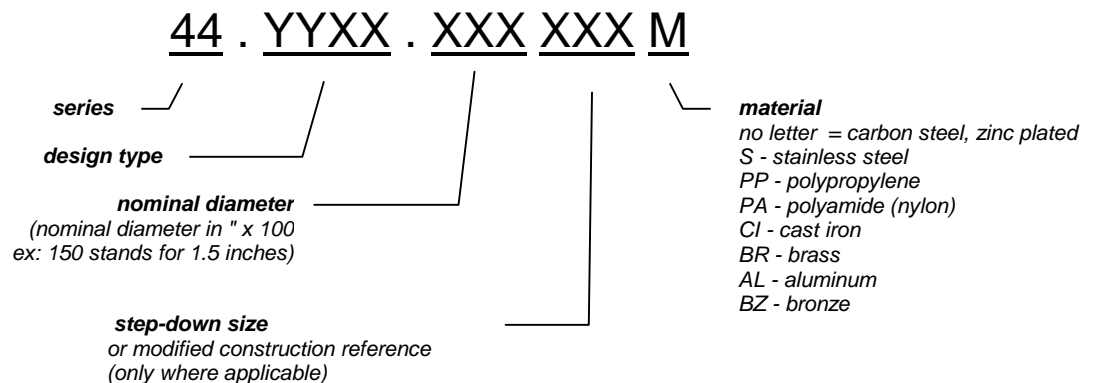 44 . YYXX . XXX XXX M
series
design type
nominal diameter
(nominal diameter in " x 100
ex: 150 stands for 1.5 inches)
step-down size
or modified construction reference
(only where applicable)
material
no letter = carbon steel, zinc plated
S - stainless steel
PP - polypropylene
PA - polyamide (nylon)
CI - cast iron
BR - brass
AL - aluminum
BZ - bronze